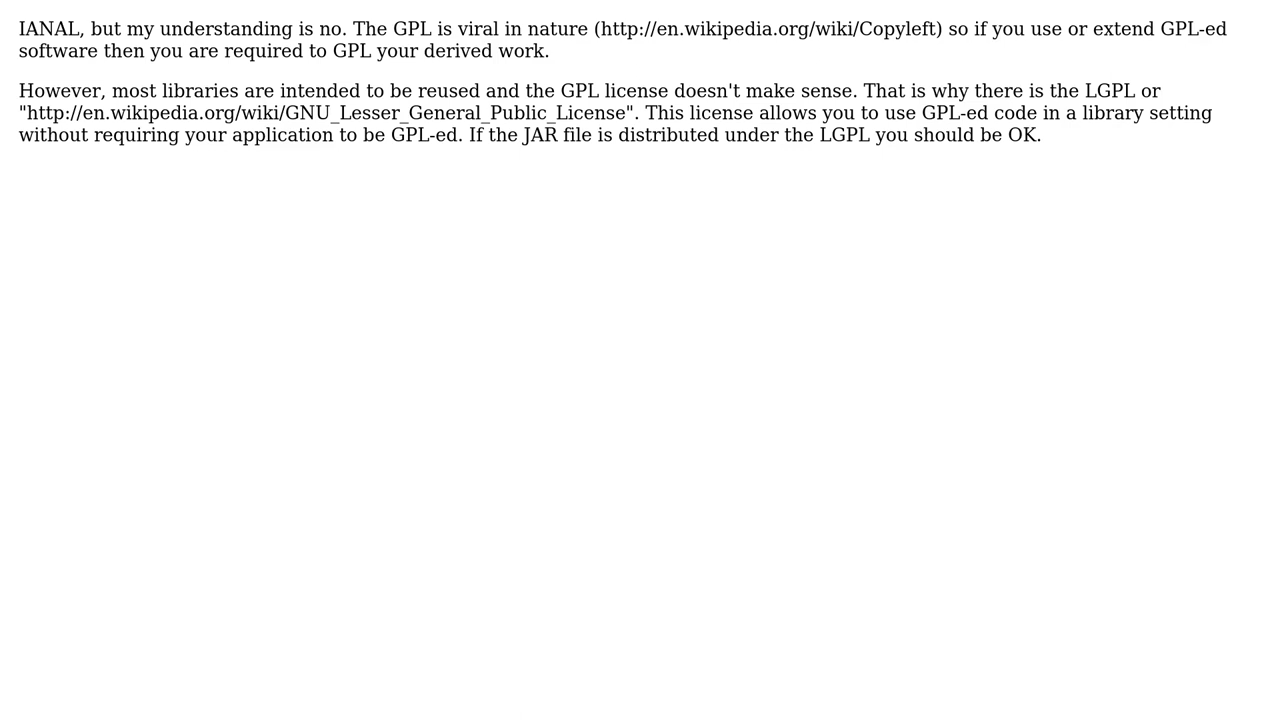 IANAL, but my understanding is no. The GPL is viral in nature (http://en.wikipedia.org/wiki/Copyleft) so if you use or extend GPL-ed
software then you are required to GPL your derived work.
However, most libraries are intended to be reused and the GPL license doesn't make sense. That is why there is the LGPL or
"http://en.wikipedia.org/wiki/GNU_Lesser_General_Public_License". This license allows you to use GPL-ed code in a library setting
without requiring your application to be GPL-ed. If the JAR file is distributed under the LGPL you should be OK.